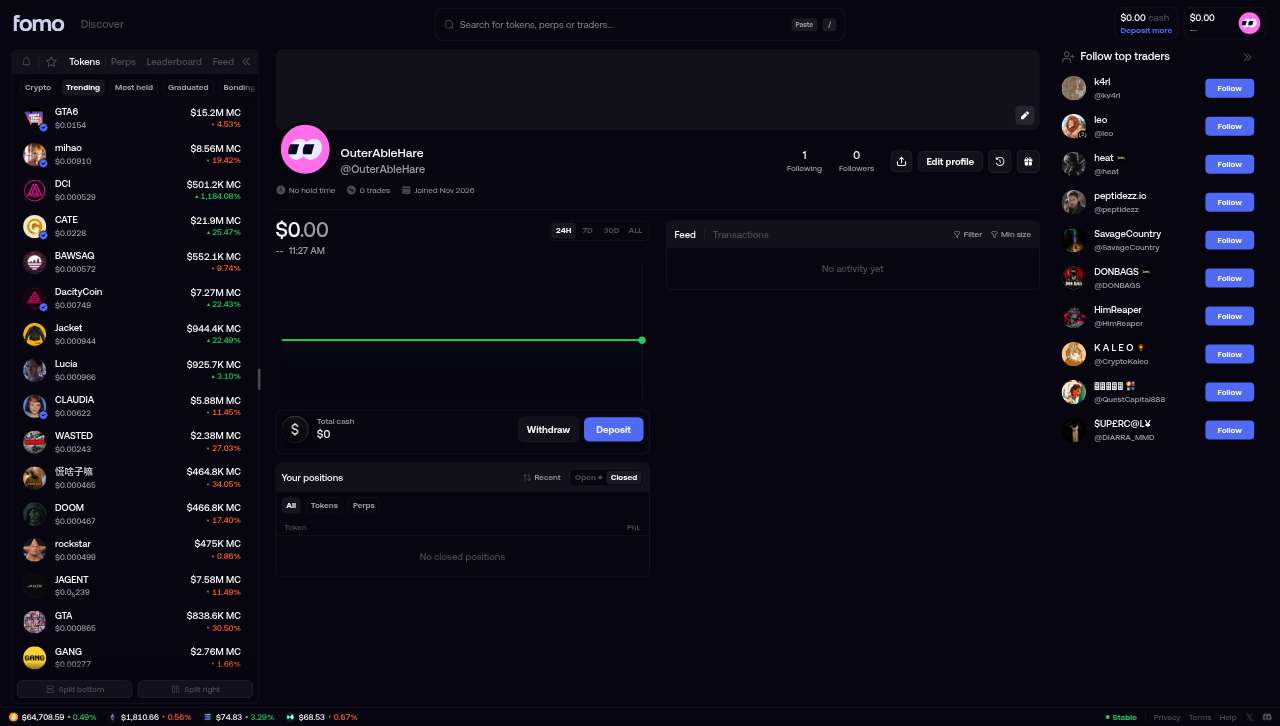 fomo
Discover
Search for tokens, perps or traders...
Paste
/
$0.00 cash
Deposit more
$0.00
—
Tokens
Perps
Leaderboard
Feed
Crypto
Trending
Most held
Graduated
Bonding
GTA6 $15.2M MC
$0.0154 4.53%
mihao $8.56M MC
$0.00910 19.42%
DCI $501.2K MC
$0.000529 1,184.08%
CATE $21.9M MC
$0.0228 25.47%
BAWSAQ $552.1K MC
$0.000572 9.74%
DacityCoin $7.27M MC
$0.00749 22.43%
Jacket $944.4K MC
$0.000944 22.49%
Lucia $925.7K MC
$0.000966 3.10%
CLAUDIA $5.88M MC
$0.00622 11.45%
WASTED $2.38M MC
$0.00243 27.03%
慌啥子嘛 $464.8K MC
$0.000465 34.05%
DOOM $466.8K MC
$0.000467 17.40%
rockstar $475K MC
$0.000499 0.86%
JAGENT $7.58M MC
$0.0₅239 11.49%
GTA $838.6K MC
$0.000865 30.50%
GANG $2.76M MC
$0.00277 1.66%
Split bottom
Split right
OuterAbleHare
@OuterAbleHare
No hold time
0 trades
Joined Nov 2026
1
Following
0
Followers
Edit profile
$0.00
-- 11:27 AM
24H 7D 30D ALL
Total cash
$0
Withdraw
Deposit
Your positions
Recent
Open
Closed
All
Tokens
Perps
Token
PnL
No closed positions
Feed
Transactions
Filter
Min size
No activity yet
Follow top traders
k4rl
@kv4rl
Follow
leo
@leo
Follow
heat
@heat
Follow
peptidezz.io
@peptidezz
Follow
SavageCountry
@SavageCountry
Follow
DONBAGS
@DONBAGS
Follow
HimReaper
@HimReaper
Follow
K A L E O
@CryptoKaleo
Follow
@QuestCapital888
Follow
$UP£RC@L¥
@DIARRA_MMD
Follow
$64,708.59 0.49%
$1,810.66 0.56%
$74.83 3.29%
$68.53 0.67%
Stable
Privacy
Terms
Help